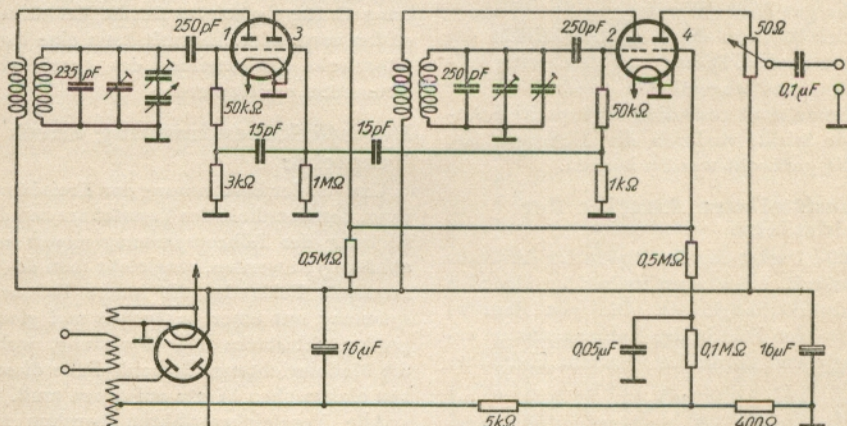 250pF
1
3
250pF
2
4
50Ω
235pF
250pF
0,1µF
50kΩ
50kΩ
15pF
15pF
3kΩ
1MΩ
1kΩ
0,5MΩ
0,5MΩ
16µF
0,05µF
0,1MΩ
16µF
5kΩ
400Ω